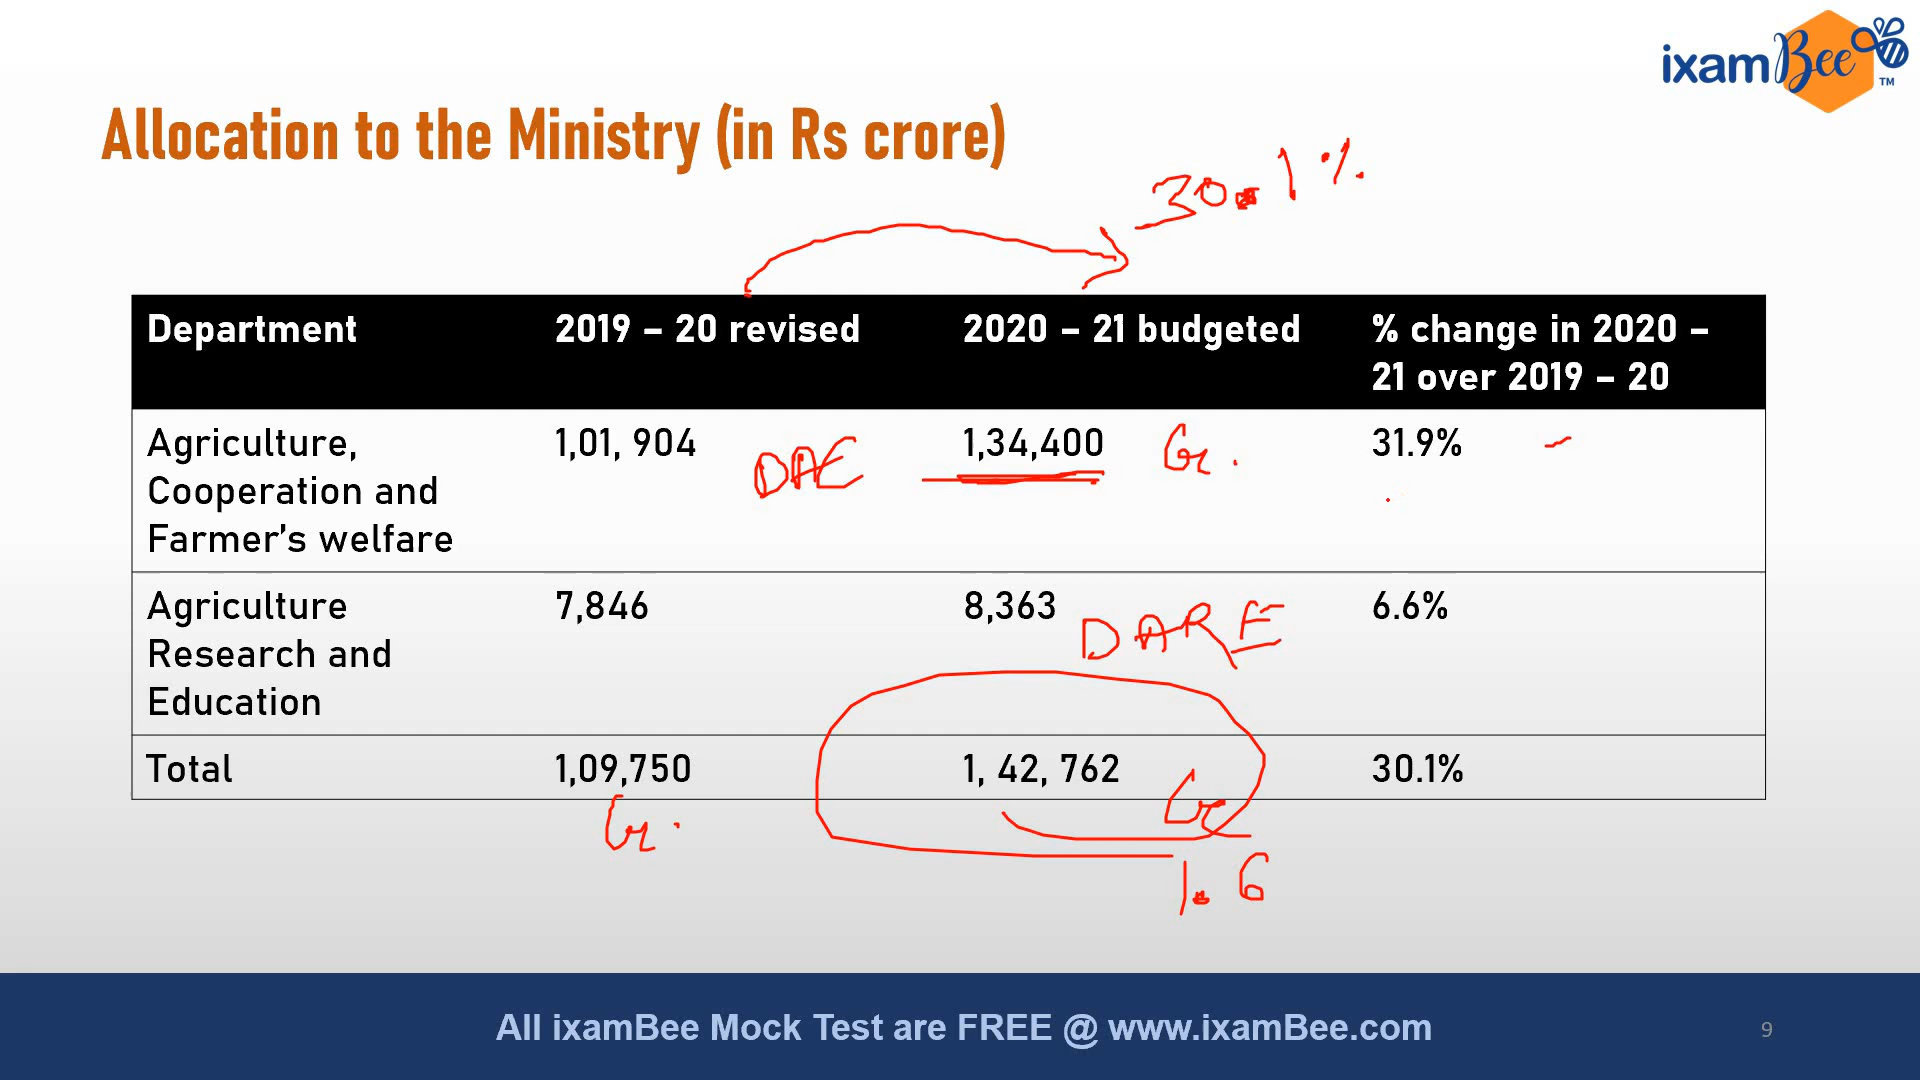 ixamBee TM
Allocation to the Ministry (in Rs crore)
30.1%
Department 2019 – 20 revised 2020 – 21 budgeted % change in 2020 –
21 over 2019 – 20
Agriculture, 1,01, 904 1,34,400 Cr. 31.9%
Cooperation and
Farmer's welfare
Agriculture 7,846 8,363 DARE 6.6%
Research and
Education
Total 1,09,750 1, 42, 762 Cr 30.1%
Cr.
1.6
All ixamBee Mock Test are FREE @ www.ixamBee.com
9